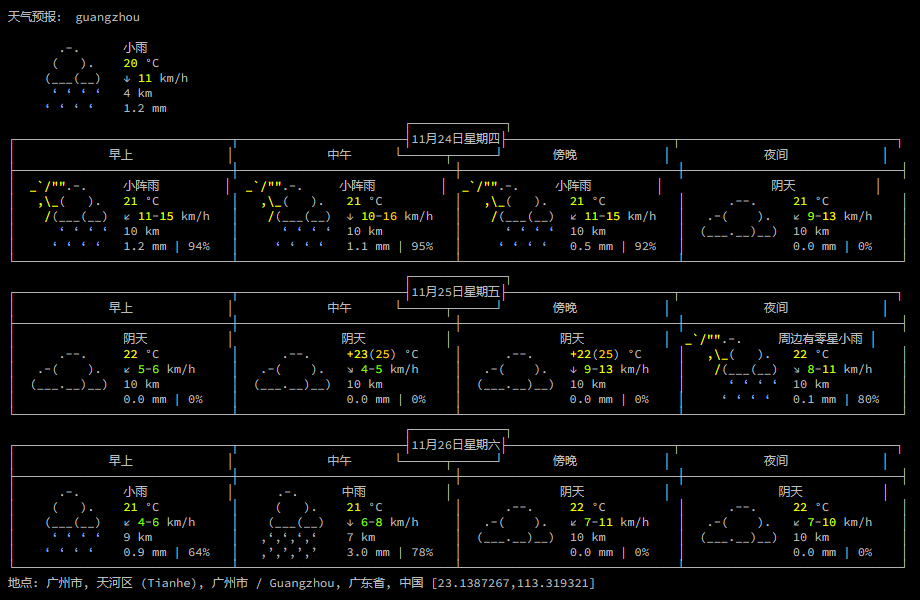 天气预报: guangzhou
小雨
20 °C
↓ 11 km/h
4 km
1.2 mm
11月24日星期四
早上 中午 傍晚 夜间
小阵雨 小阵雨 小阵雨 阴天
21 °C 21 °C 21 °C 21 °C
↙ 11-15 km/h ↓ 10-16 km/h ↙ 11-15 km/h ↙ 9-13 km/h
10 km 10 km 10 km 10 km
1.2 mm | 94% 1.1 mm | 95% 0.5 mm | 92% 0.0 mm | 0%
11月25日星期五
早上 中午 傍晚 夜间
阴天 阴天 阴天 周边有零星小雨
22 °C +23(25) °C +22(25) °C 22 °C
↙ 5-6 km/h ↘ 4-5 km/h ↓ 9-13 km/h ↘ 8-11 km/h
10 km 10 km 10 km 10 km
0.0 mm | 0% 0.0 mm | 0% 0.0 mm | 0% 0.1 mm | 80%
11月26日星期六
早上 中午 傍晚 夜间
小雨 中雨 阴天 阴天
21 °C 21 °C 22 °C 22 °C
↙ 4-6 km/h ↓ 6-8 km/h ↙ 7-11 km/h ↙ 7-10 km/h
9 km 7 km 10 km 10 km
0.9 mm | 64% 3.0 mm | 78% 0.0 mm | 0% 0.0 mm | 0%
地点: 广州市, 天河区 (Tianhe), 广州市 / Guangzhou, 广东省, 中国 [23.1387267,113.319321]